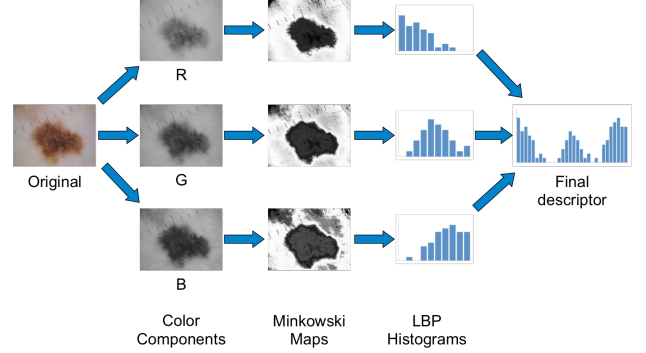 R
Original
G
Final
descriptor
B
Color
Components
Minkowski
Maps
LBP
Histograms